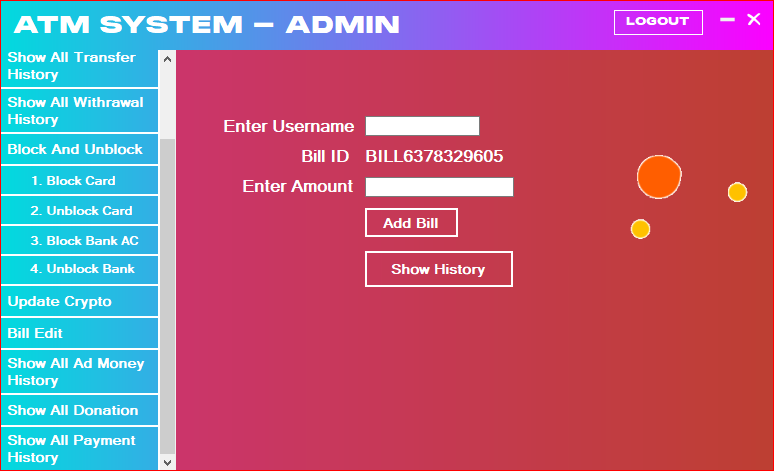 ATM SYSTEM – ADMIN
LOGOUT
Show All Transfer
History
Show All Withrawal
History
Block And Unblock
1. Block Card
2. Unblock Card
3. Block Bank AC
4. Unblock Bank
Update Crypto
Bill Edit
Show All Ad Money
History
Show All Donation
Show All Payment
History
Enter Username
Bill ID BILL6378329605
Enter Amount
Add Bill
Show History